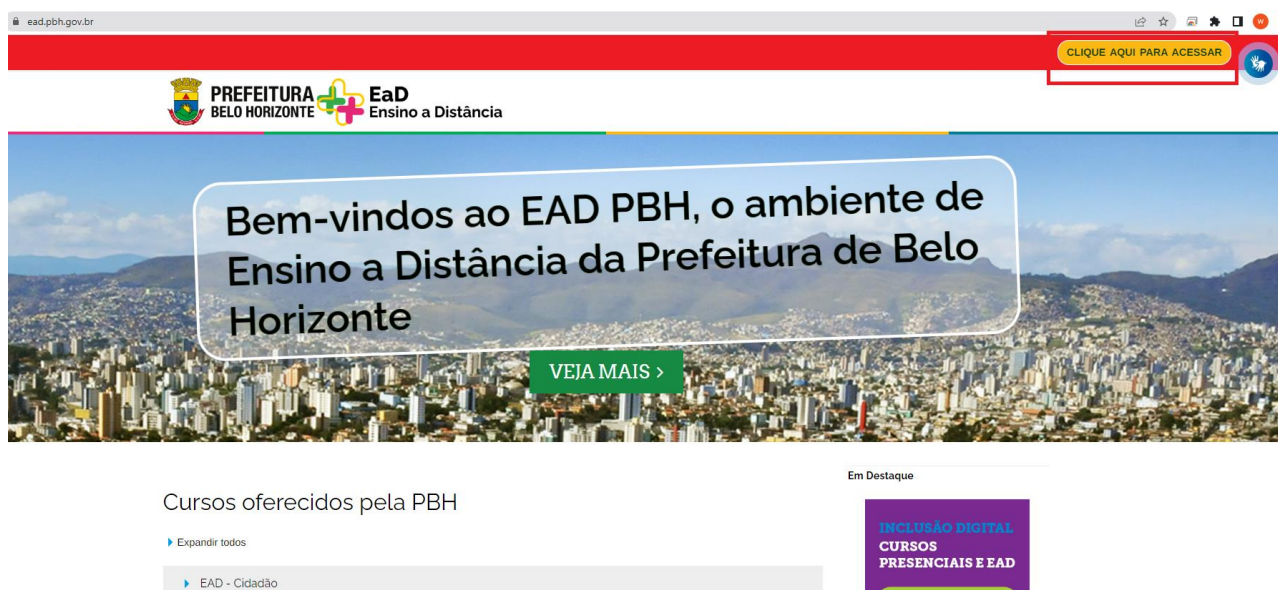 ead.pbh.gov.br
W
CLIQUE AQUI PARA ACESSAR
PREFEITURA
BELO HORIZONTE
EaD
Ensino a Distância
Bem-vindos ao EAD PBH, o ambiente de
Ensino a Distância da Prefeitura de Belo
Horizonte
VEJA MAIS >
Cursos oferecidos pela PBH
Expandir todos
EAD - Cidadão
Em Destaque
INCLUSÃO DIGITAL
CURSOS
PRESENCIAIS E EAD